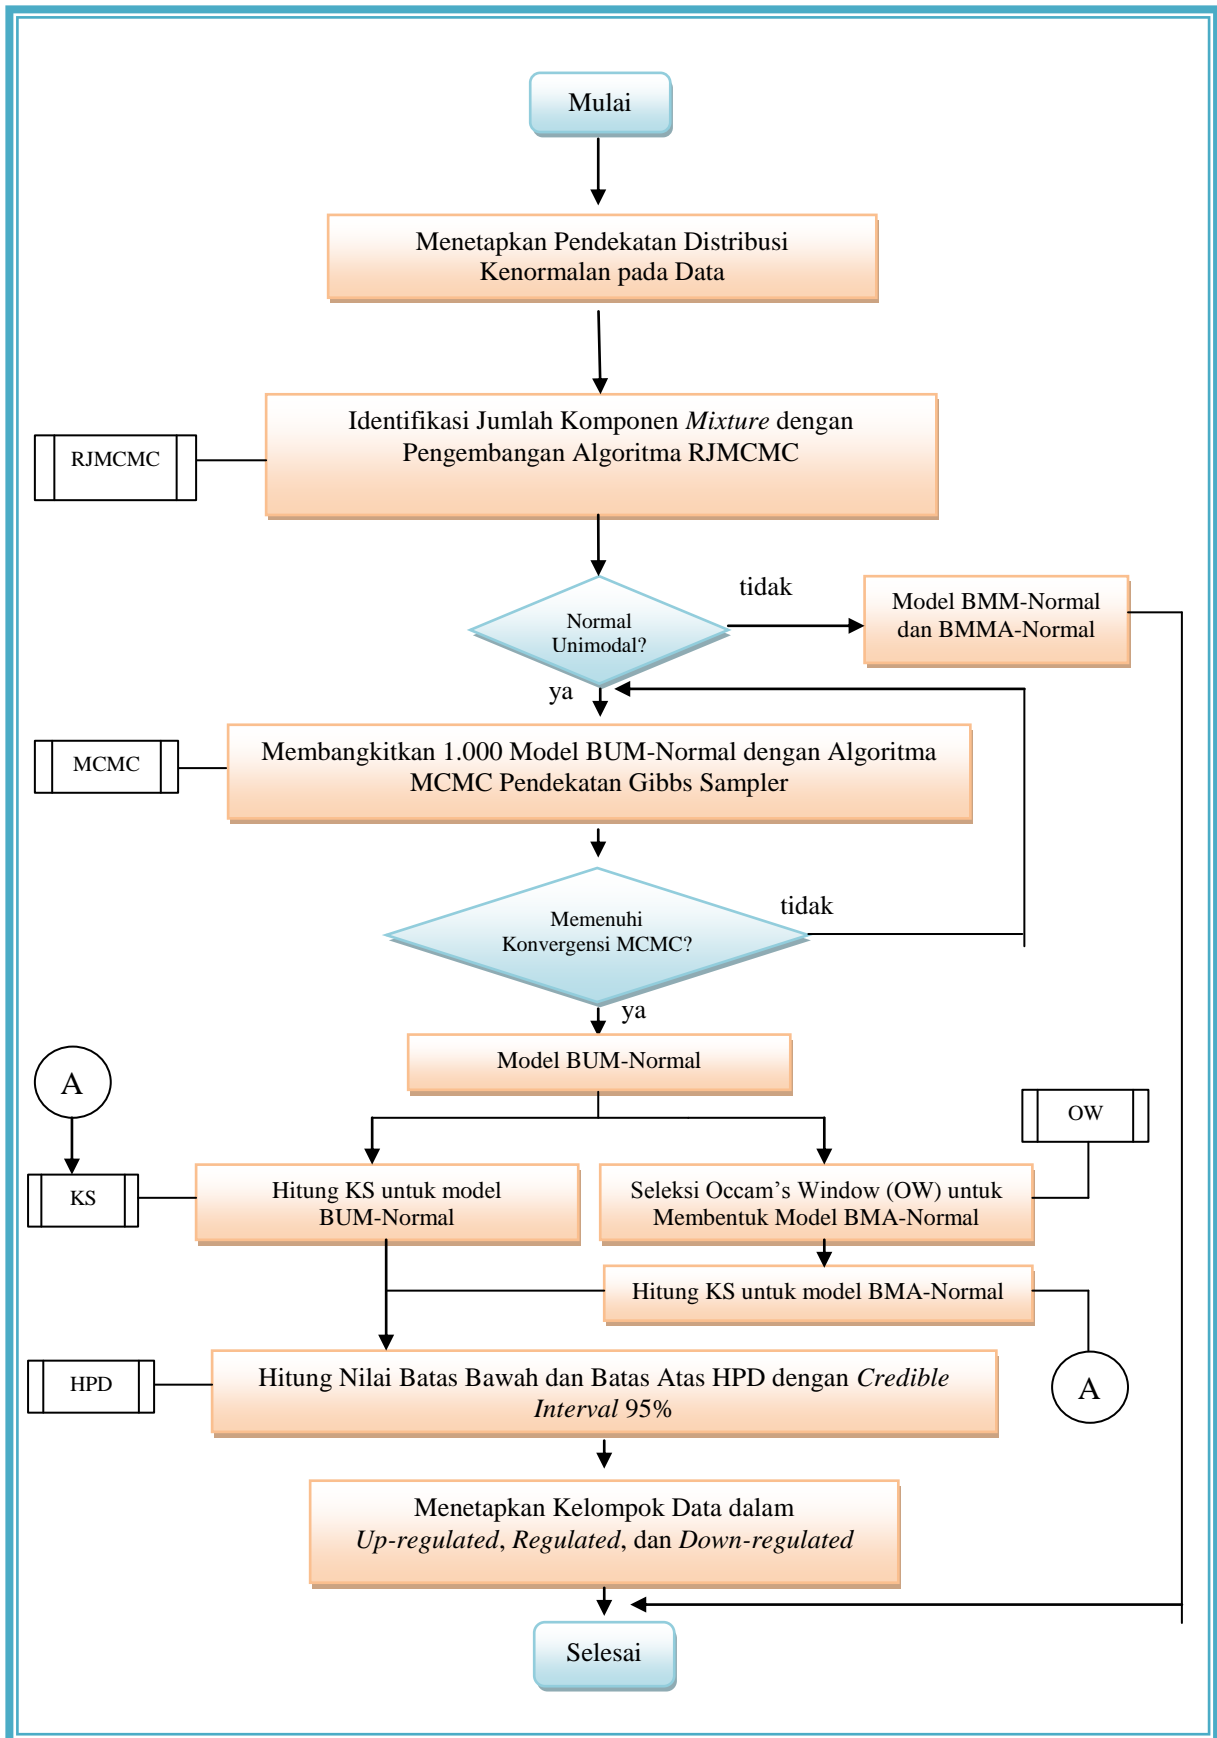 Mulai
Menetapkan Pendekatan Distribusi
Kenormalan pada Data
Identifikasi Jumlah Komponen Mixture dengan
Pengembangan Algoritma RJMCMC
RJMCMC
Normal
Unimodal?
tidak
Model BMM-Normal
dan BMMA-Normal
ya
Membangkitkan 1.000 Model BUM-Normal dengan Algoritma
MCMC Pendekatan Gibbs Sampler
MCMC
Memenuhi
Konvergensi MCMC?
tidak
ya
Model BUM-Normal
A
OW
KS
Hitung KS untuk model
BUM-Normal
Seleksi Occam's Window (OW) untuk
Membentuk Model BMA-Normal
Hitung KS untuk model BMA-Normal
A
HPD
Hitung Nilai Batas Bawah dan Batas Atas HPD dengan Credible
Interval 95%
Menetapkan Kelompok Data dalam
Up-regulated, Regulated, dan Down-regulated
Selesai